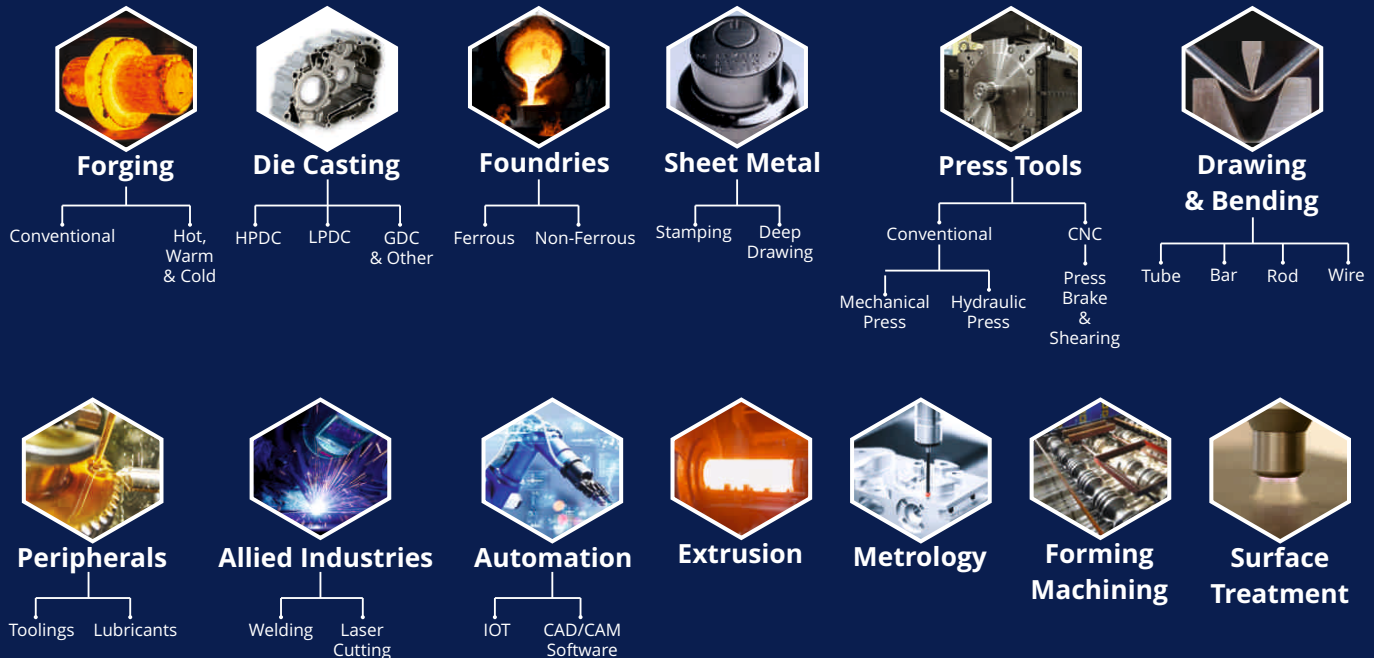 Forging
Conventional
Hot,
Warm
& Cold
Die Casting
HPDC
LPDC
GDC
& Other
Foundries
Ferrous
Non-Ferrous
Sheet Metal
Stamping
Deep
Drawing
Press Tools
Conventional
Mechanical
Press
Hydraulic
Press
CNC
Press
Brake
&
Shearing
Drawing
& Bending
Tube
Bar
Rod
Wire
Peripherals
Toolings
Lubricants
Allied Industries
Welding
Laser
Cutting
Automation
IOT
CAD/CAM
Software
Extrusion
Metrology
Forming
Machining
Surface
Treatment